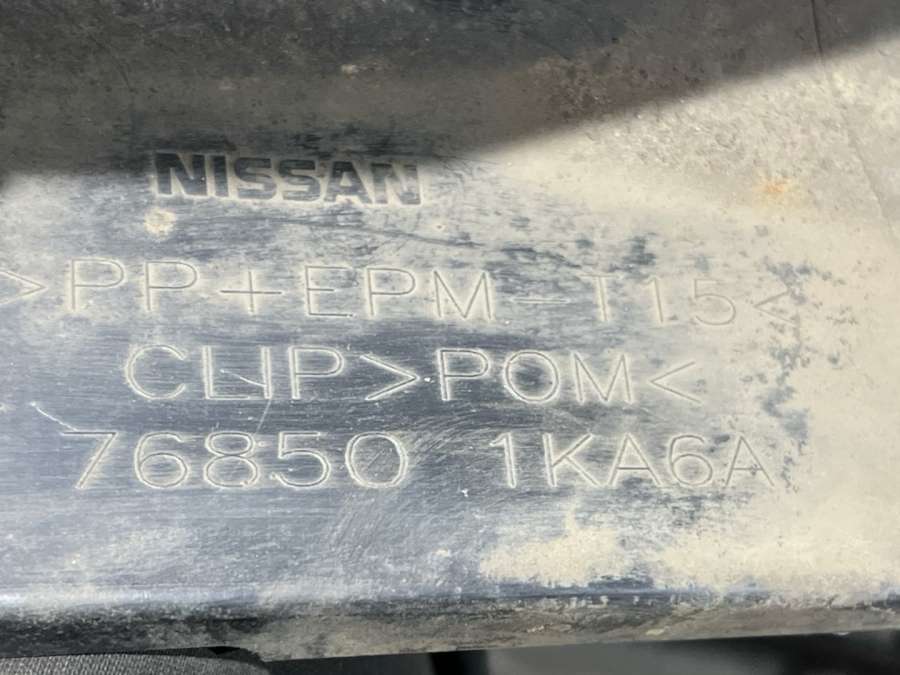 NISSAN
>PP+EPM-T15<
CLIP>POM<
76850 1KA6A